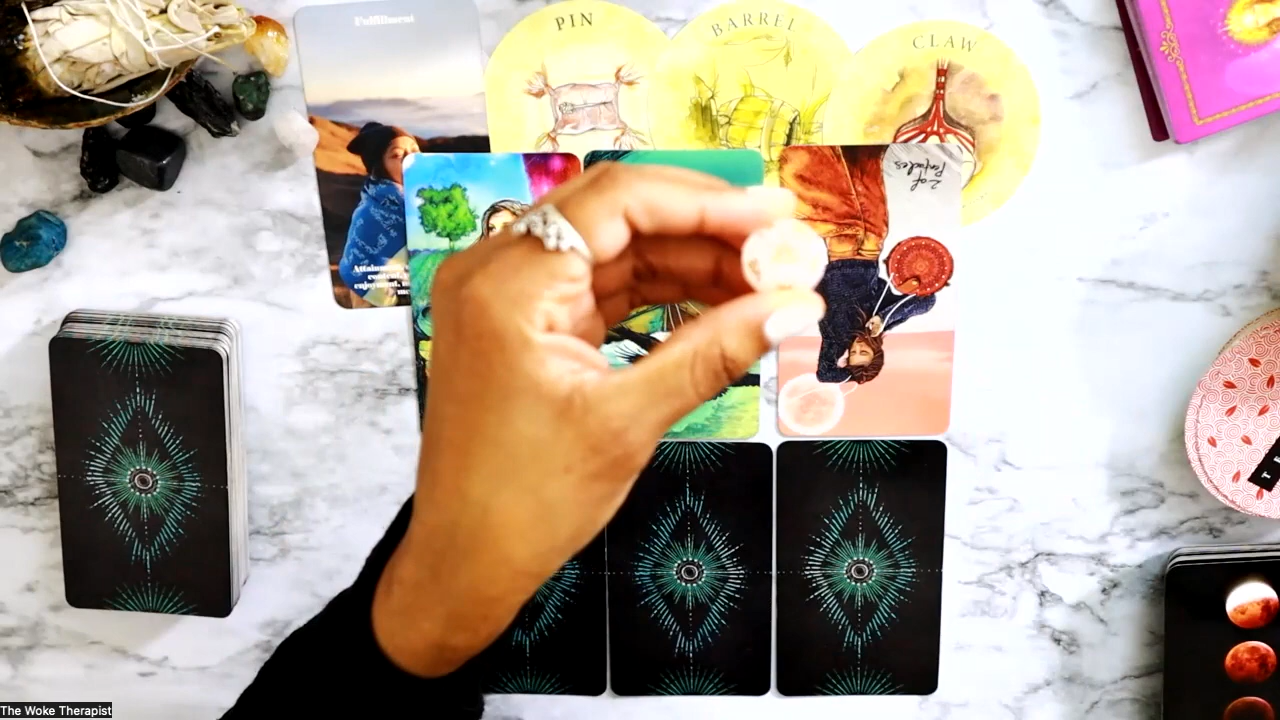 Fulfillment
PIN
BARREL
CLAW
2 of
Pentacles
The Woke Therapist